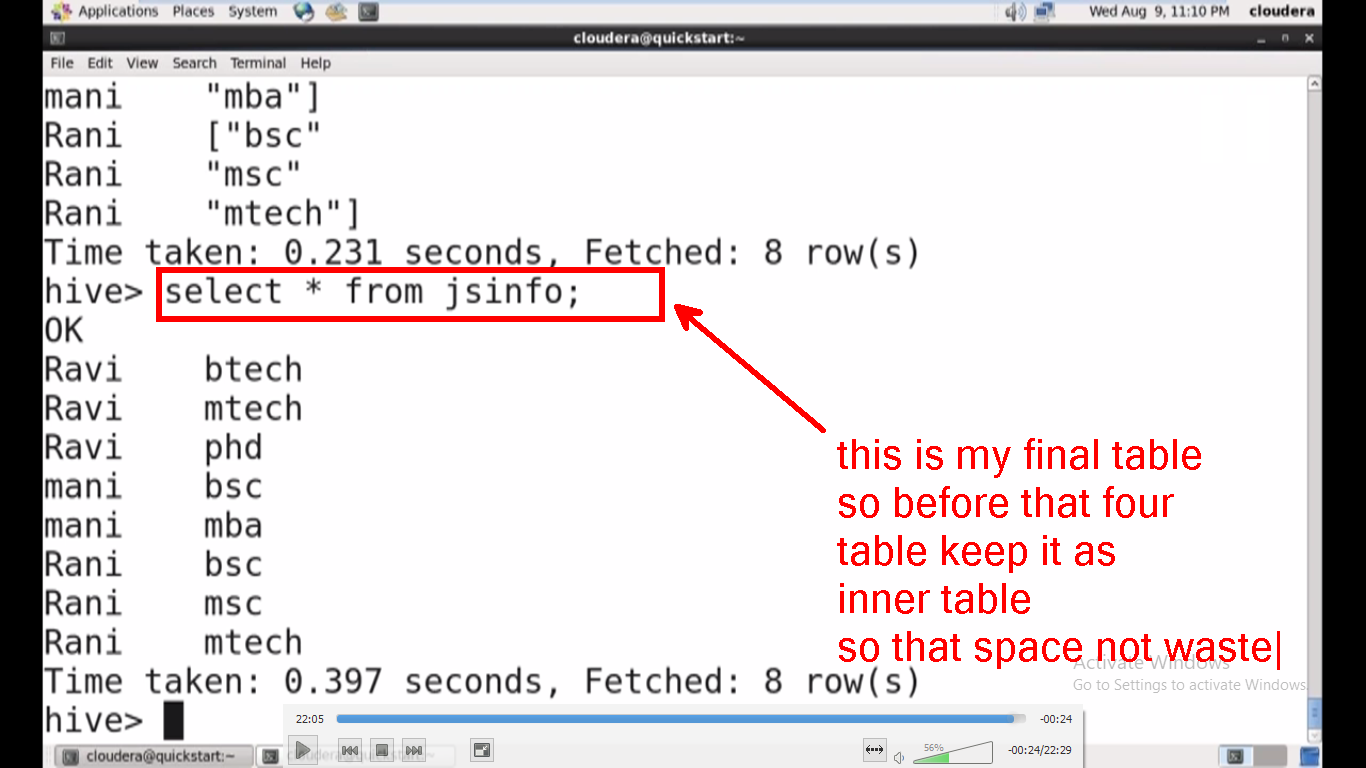 Applications Places System Wed Aug 9, 11:10 PM cloudera
cloudera@quickstart:~
File Edit View Search Terminal Help
mani "mba"]
Rani ["bsc"
Rani "msc"
Rani "mtech"]
Time taken: 0.231 seconds, Fetched: 8 row(s)
hive> select * from jsinfo;
OK
Ravi btech
Ravi mtech
Ravi phd
mani bsc
mani mba
Rani bsc
Rani msc
Rani mtech
Time taken: 0.397 seconds, Fetched: 8 row(s)
hive>
this is my final table
so before that four
table keep it as
inner table
so that space not waste
Activate Windows
Go to Settings to activate Windows.
22:05 -00:24
56% -00:24/22:29
cloudera@quickstart:~ cloudera@quickstart:~